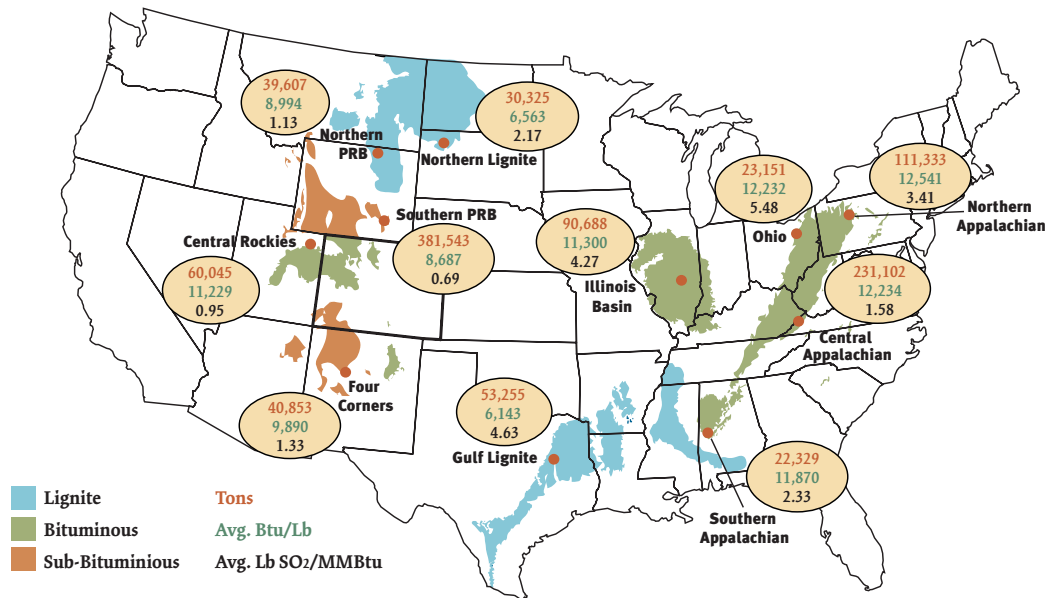 39,607
8,994
1.13
Northern
PRB
30,325
6,563
2.17
Northern Lignite
23,151
12,232
5.48
Ohio
111,333
12,541
3.41
Northern
Appalachian
Southern PRB
381,543
8,687
0.69
Central Rockies
60,045
11,229
0.95
90,688
11,300
4.27
Illinois
Basin
231,102
12,234
1.58
Central
Appalachian
Four
Corners
40,853
9,890
1.33
53,255
6,143
4.63
Gulf Lignite
22,329
11,870
2.33
Southern
Appalachian
Lignite
Bituminous
Sub-Bituminious
Tons
Avg. Btu/Lb
Avg. Lb SO2/MMBtu